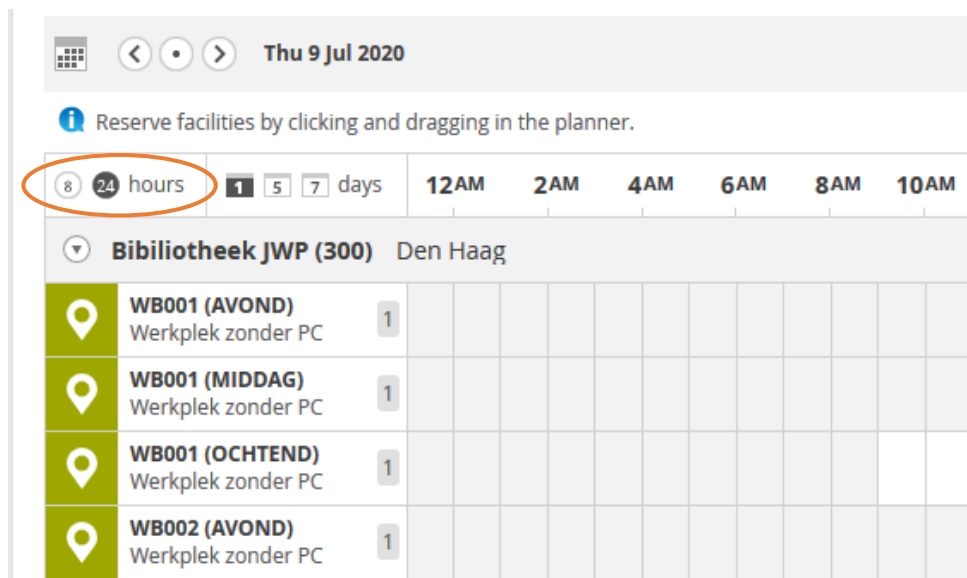 Thu 9 Jul 2020
Reserve facilities by clicking and dragging in the planner.
8 24 hours 1 5 7 days 12AM 2AM 4AM 6AM 8AM 10AM
Bibiliotheek JWP (300) Den Haag
WB001 (AVOND)
Werkplek zonder PC 1
WB001 (MIDDAG)
Werkplek zonder PC 1
WB001 (OCHTEND)
Werkplek zonder PC 1
WB002 (AVOND)
Werkplek zonder PC 1